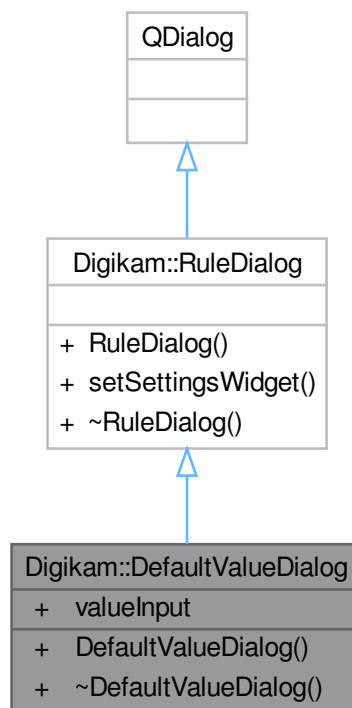 QDialog
Digikam::RuleDialog
+ RuleDialog()
+ setSettingsWidget()
+ ~RuleDialog()
Digikam::DefaultValueDialog
+ valueInput
+ DefaultValueDialog()
+ ~DefaultValueDialog()